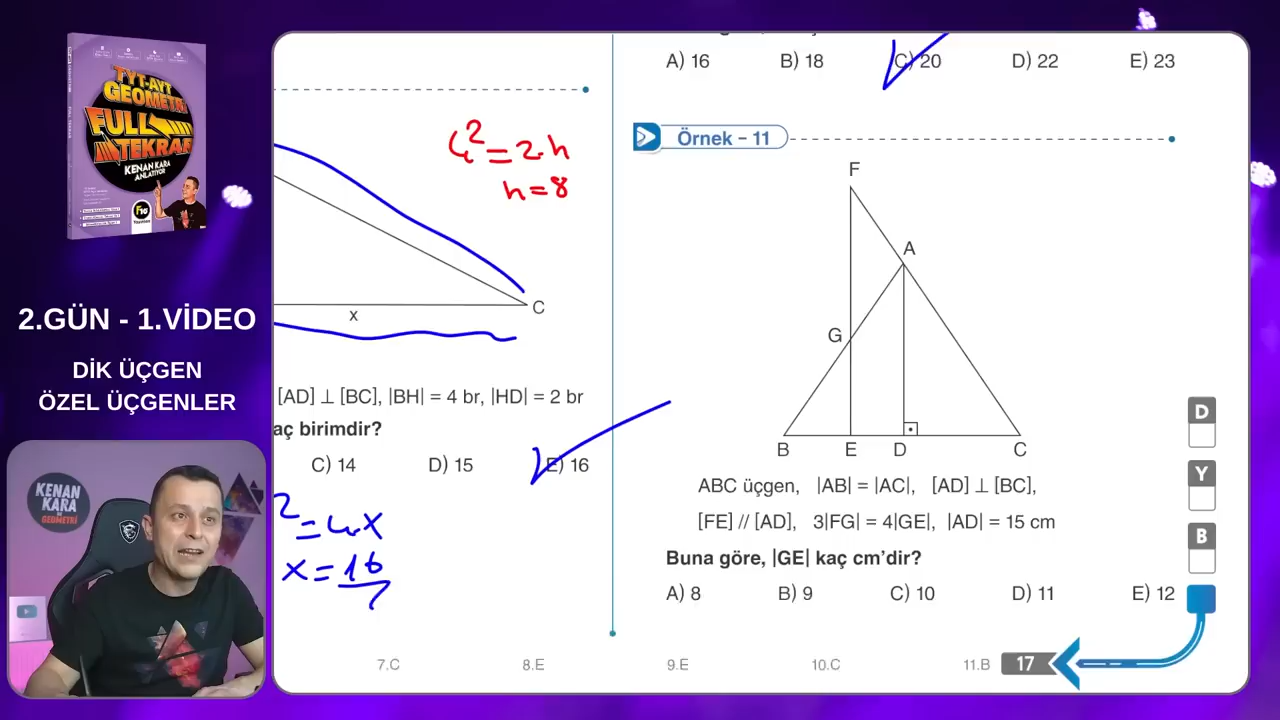 TYT-AYT
GEOMETRİ
FULL
TEKRAR
KENAN KARA
ANLATIYOR
2.GÜN - 1.VİDEO
DİK ÜÇGEN
ÖZEL ÜÇGENLER
KENAN
KARA
ile
GEOMETRİ
4² = 2.h
h = 8
x
C
[AD] ⊥ [BC], |BH| = 4 br, |HD| = 2 br
aç birimdir?
C) 14 D) 15 E) 16
² = 4x
x = 16
7.C 8.E
A) 16 B) 18 C) 20 D) 22 E) 23
Örnek – 11
F
A
G
B E D C
ABC üçgen, |AB| = |AC|, [AD] ⊥ [BC],
[FE] // [AD], 3|FG| = 4|GE|, |AD| = 15 cm
Buna göre, |GE| kaç cm'dir?
A) 8 B) 9 C) 10 D) 11 E) 12
D
Y
B
9.E 10.C 11.B 17